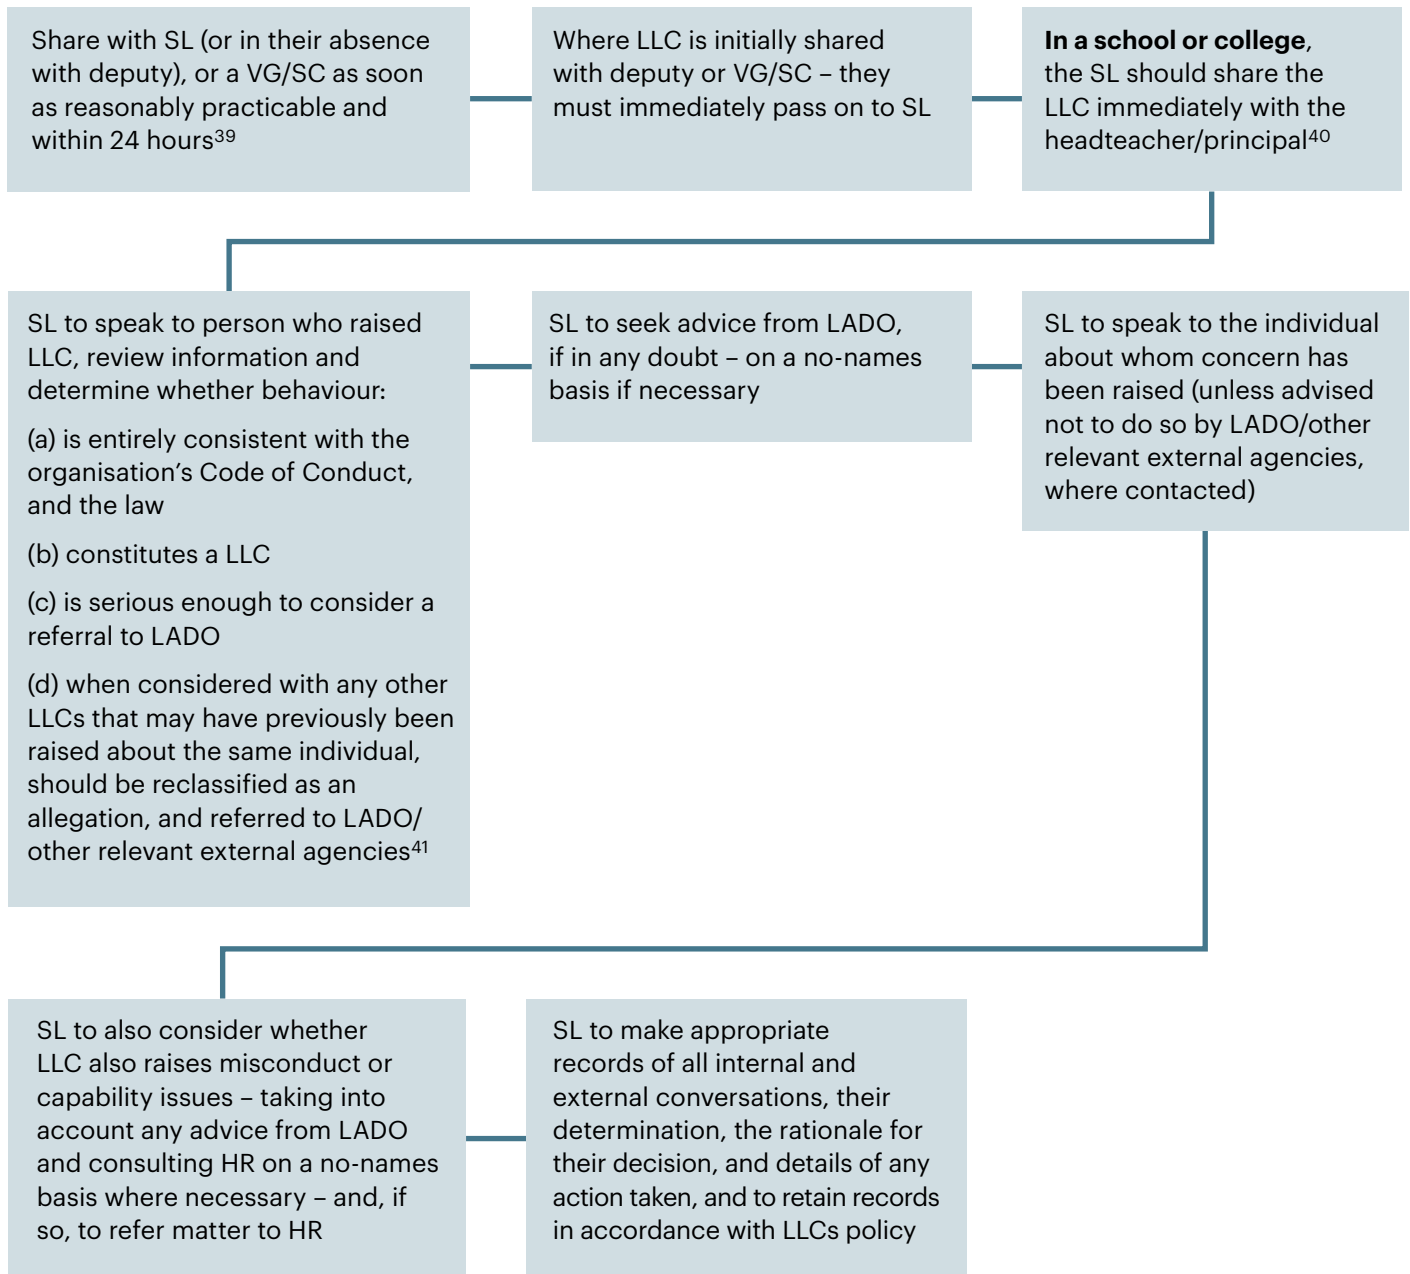 Share with SL (or in their absence
with deputy), or a VG/SC as soon
as reasonably practicable and
within 24 hours³⁹
Where LLC is initially shared
with deputy or VG/SC – they
must immediately pass on to SL
In a school or college,
the SL should share the
LLC immediately with the
headteacher/principal⁴⁰
SL to speak to person who raised
LLC, review information and
determine whether behaviour:
(a) is entirely consistent with the
organisation’s Code of Conduct,
and the law
(b) constitutes a LLC
(c) is serious enough to consider a
referral to LADO
(d) when considered with any other
LLCs that may have previously been
raised about the same individual,
should be reclassified as an
allegation, and referred to LADO/
other relevant external agencies⁴¹
SL to seek advice from LADO,
if in any doubt – on a no-names
basis if necessary
SL to speak to the individual
about whom concern has
been raised (unless advised
not to do so by LADO/other
relevant external agencies,
where contacted)
SL to also consider whether
LLC also raises misconduct or
capability issues – taking into
account any advice from LADO
and consulting HR on a no-names
basis where necessary – and, if
so, to refer matter to HR
SL to make appropriate
records of all internal and
external conversations, their
determination, the rationale for
their decision, and details of any
action taken, and to retain records
in accordance with LLCs policy